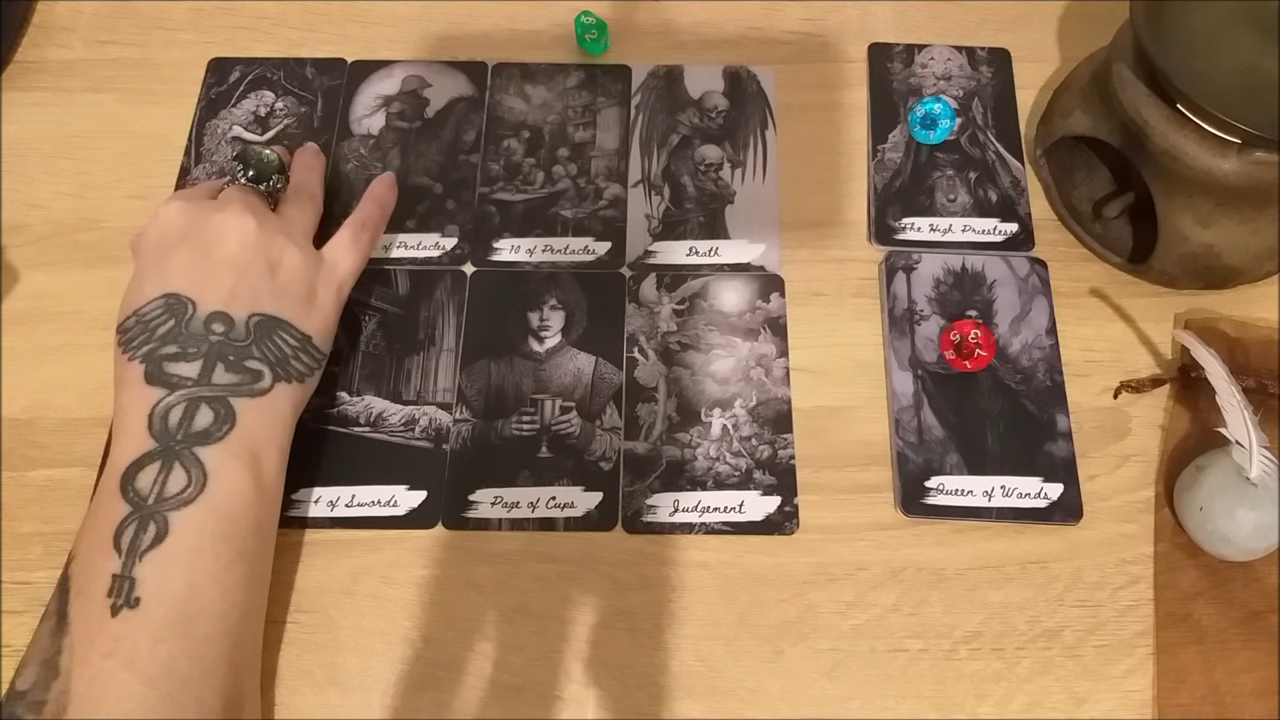 of Pentacles
10 of Pentacles
Death
The High Priestess
4 of Swords
Page of Cups
Judgement
Queen of Wands